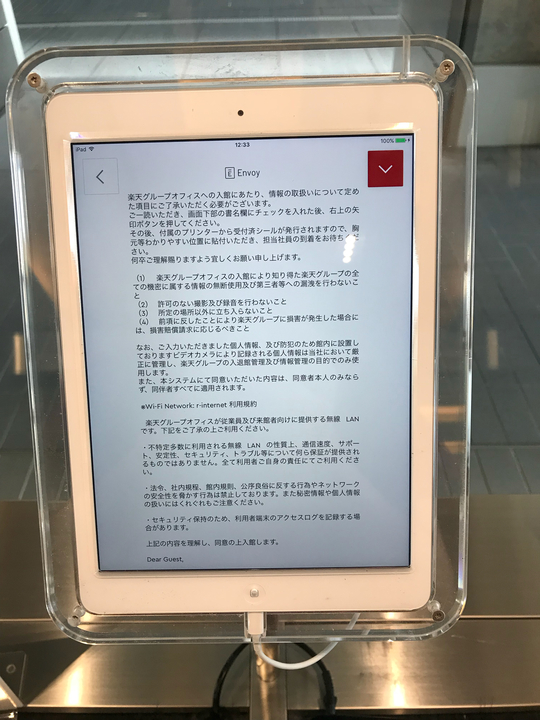 iPad
12:33
100%
Envoy
楽天グループオフィスへの入館にあたり、情報の取扱いについて定め
た項目にご了承いただく必要がございます。
ご一読いただき、画面下部の署名欄にチェックを入れた後、右上の矢
印ボタンを押してください。
その後、付属のプリンターから受付済シールが発行されますので、胸
元等わかりやすい位置に貼付いただき、担当社員の到着をお待ちくだ
さい。
何卒ご理解賜りますよう宜しくお願い申し上げます。
(1) 楽天グループオフィスの入館により知り得た楽天グループの全
ての機密に属する情報の無断使用及び第三者等への漏洩を行わないこ
と
(2) 許可のない撮影及び録音を行わないこと
(3) 所定の場所以外に立ち入らないこと
(4) 前項に反したことにより楽天グループに損害が発生した場合に
は、損害賠償請求に応じるべきこと
なお、ご入力いただきました個人情報、及び防犯のため館内に設置し
ておりますビデオカメラにより記録される個人情報は当社において厳
正に管理し、楽天グループの入退館管理及び情報管理の目的でのみ使
用します。
また、本システムにて同意いただいた内容は、同意者本人のみなら
ず、同伴者すべてに適用されます。
※Wi-Fi Network: r-internet 利用規約
楽天グループが従業員及び来館者向けに提供する無線 LAN
です。下記をご了承の上ご利用ください。
・不特定多数に利用される無線 LAN の性質上、通信速度、サポー
ト、安定性、セキュリティ、トラブル等について何ら保証が提供され
るものではありません。全て利用者ご自身の責任にてご利用くださ
い。
・法令、社内規程、館内規則、公序良俗に反する行為やネットワーク
の安全性を脅かす行為は禁止しております。また秘密情報や個人情報
の扱いにはくれぐれもご注意ください。
・セキュリティ保持のため、利用者端末のアクセスログを記録する場
合があります。
上記の内容を理解し、同意の上入館します。
Dear Guest,